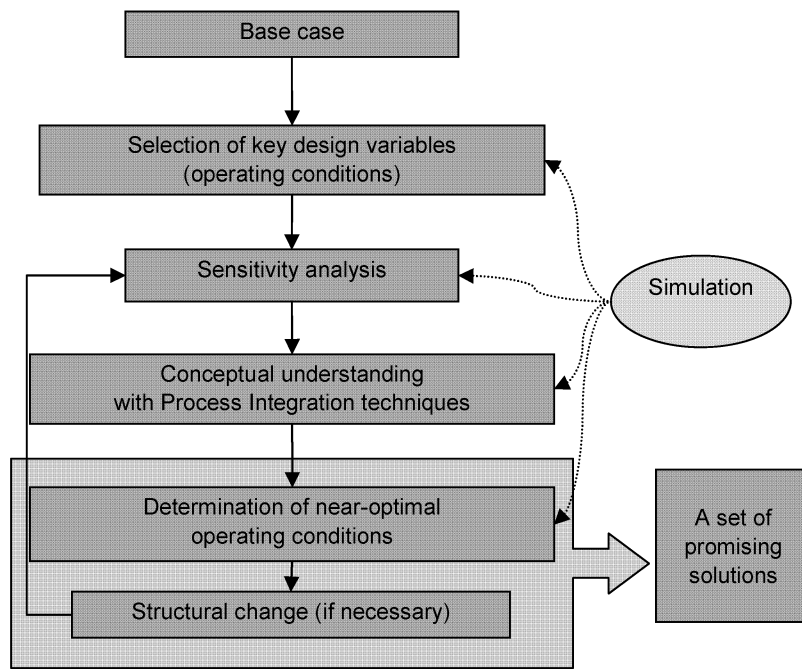 Base case
Selection of key design variables
(operating conditions)
Sensitivity analysis
Simulation
Conceptual understanding
with Process Integration techniques
Determination of near-optimal
operating conditions
A set of
promising
solutions
Structural change (if necessary)